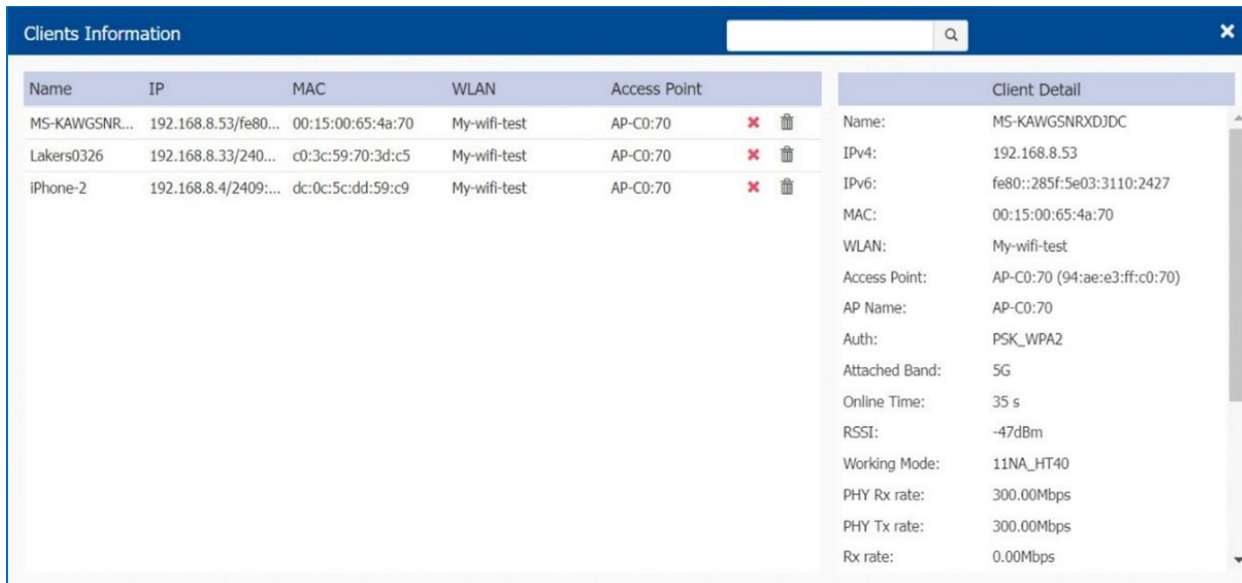 Clients Information
Name IP MAC WLAN Access Point
MS-KAWGSNR... 192.168.8.53/fe80... 00:15:00:65:4a:70 My-wifi-test AP-C0:70
Lakers0326 192.168.8.33/240... c0:3c:59:70:3d:c5 My-wifi-test AP-C0:70
iPhone-2 192.168.8.4/2409:... dc:0c:5c:dd:59:c9 My-wifi-test AP-C0:70
Client Detail
Name: MS-KAWGSNRXDJDC
IPv4: 192.168.8.53
IPv6: fe80::285f:5e03:3110:2427
MAC: 00:15:00:65:4a:70
WLAN: My-wifi-test
Access Point: AP-C0:70 (94:ae:e3:ff:c0:70)
AP Name: AP-C0:70
Auth: PSK_WPA2
Attached Band: 5G
Online Time: 35 s
RSSI: -47dBm
Working Mode: 11NA_HT40
PHY Rx rate: 300.00Mbps
PHY Tx rate: 300.00Mbps
Rx rate: 0.00Mbps